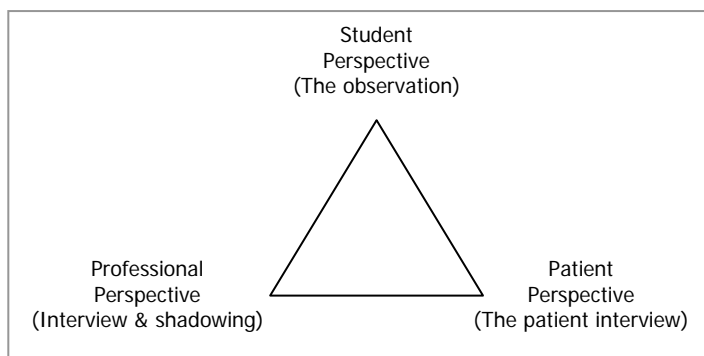 Student
Perspective
(The observation)
Professional
Perspective
(Interview & shadowing)
Patient
Perspective
(The patient interview)